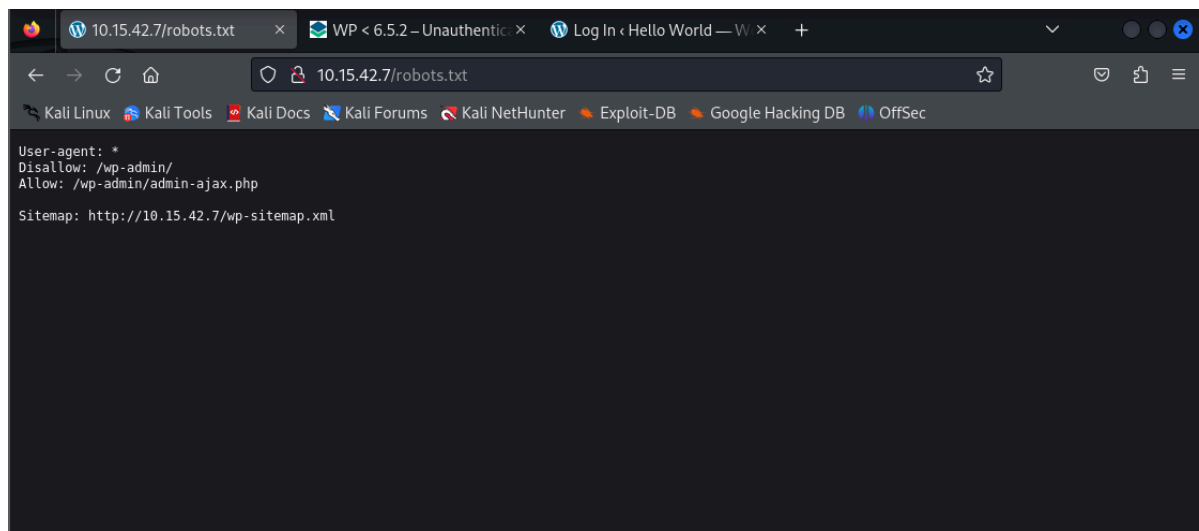 10.15.42.7/robots.txt
WP < 6.5.2 – Unauthentic
Log In ‹ Hello World — W
10.15.42.7/robots.txt
Kali Linux Kali Tools Kali Docs Kali Forums Kali NetHunter Exploit-DB Google Hacking DB OffSec
User-agent: *
Disallow: /wp-admin/
Allow: /wp-admin/admin-ajax.php
Sitemap: http://10.15.42.7/wp-sitemap.xml